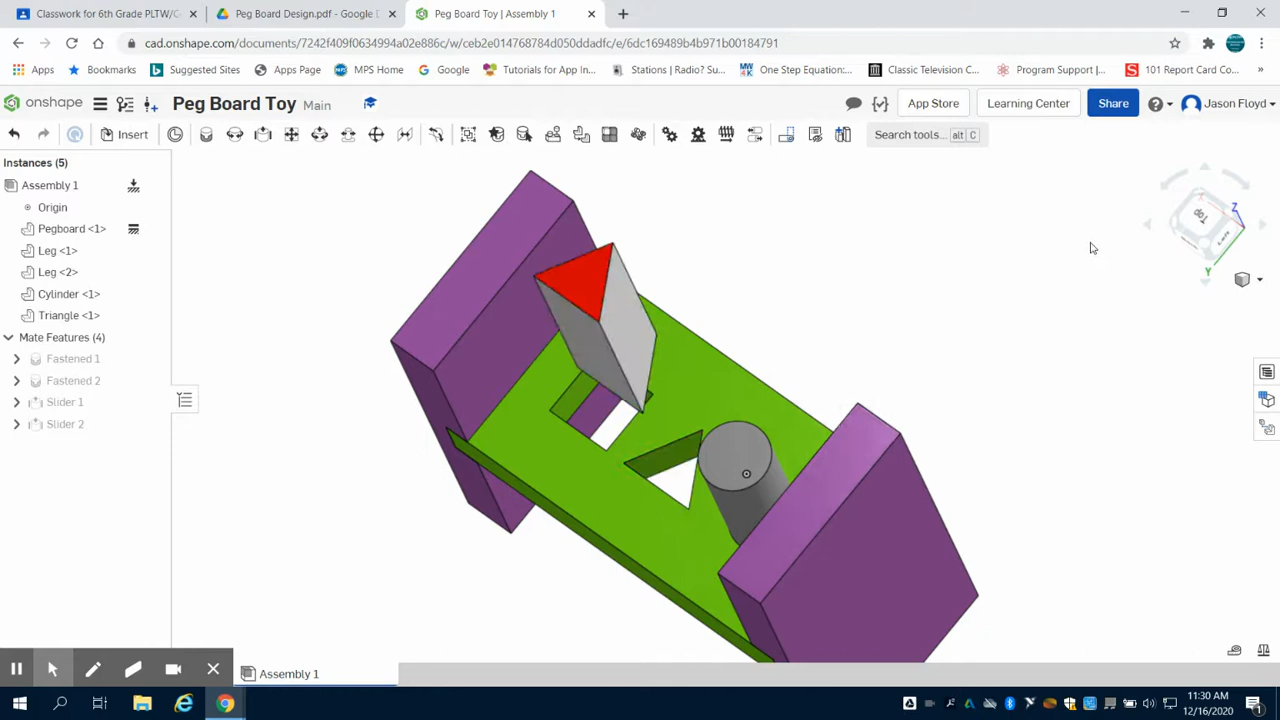 Classwork for 6th Grade PLTW/C
Peg Board Design.pdf - Google D
Peg Board Toy | Assembly 1
cad.onshape.com/documents/7242f409f0634994a02e886c/w/ceb2e014768784d050ddadfc/e/6dc169489b4b971b00184791
Apps
Bookmarks
Suggested Sites
Apps Page
MPS Home
Google
Tutorials for App In...
Stations | Radio? Su...
One Step Equation:...
Classic Television C...
Program Support |...
101 Report Card Co...
»
onshape
Peg Board Toy Main
App Store
Learning Center
Share
Jason Floyd
Insert
Search tools... alt C
Instances (5)
Assembly 1
Origin
Pegboard <1>
Leg <1>
Leg <2>
Cylinder <1>
Triangle <1>
Mate Features (4)
Fastened 1
Fastened 2
Slider 1
Slider 2
Top
Z
Y
Assembly 1
11:30 AM
12/16/2020